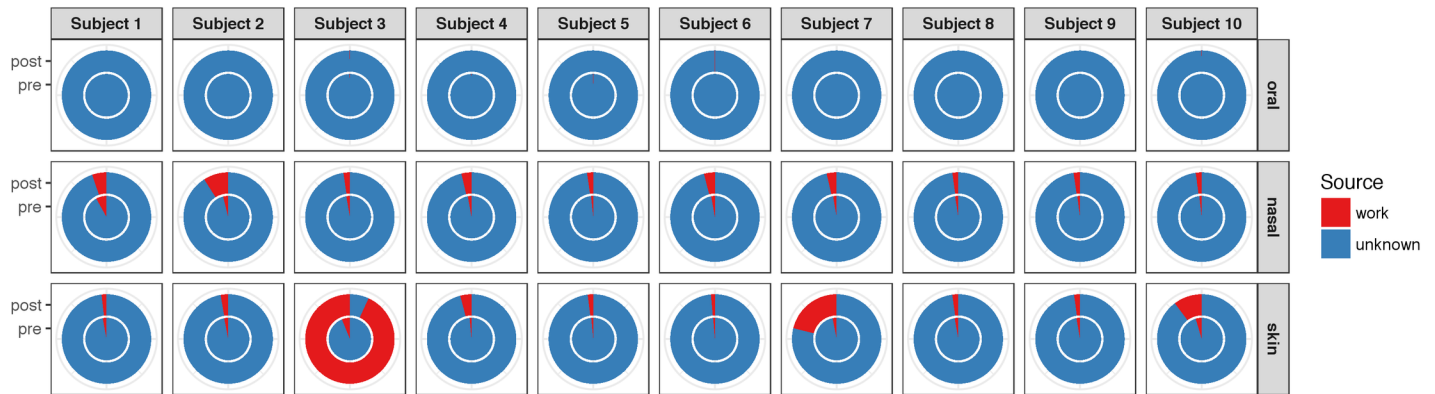 Subject 1 Subject 2 Subject 3 Subject 4 Subject 5 Subject 6 Subject 7 Subject 8 Subject 9 Subject 10
post
pre
oral
post
pre
nasal
Source
work
unknown
post
pre
skin